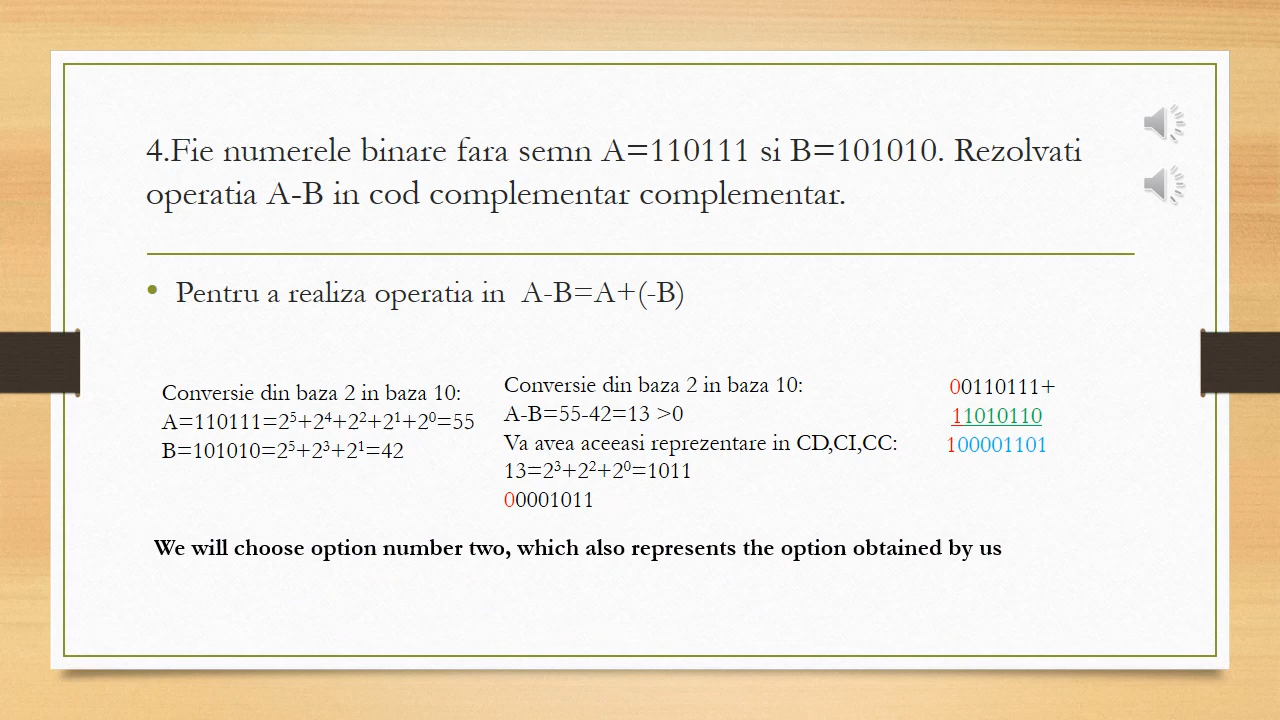 4.Fie numerele binare fara semn A=110111 si B=101010. Rezolvati
operatia A-B in cod complementar complementar.
• Pentru a realiza operatia in A-B=A+(-B)
Conversie din baza 2 in baza 10:
A=110111=2⁵+2⁴+2²+2¹+2⁰=55
B=101010=2⁵+2³+2¹=42
Conversie din baza 2 in baza 10:
A-B=55-42=13 >0
Va avea aceeasi reprezentare in CD,CI,CC:
13=2³+2²+2⁰=1011
00001011
00110111+
11010110
100001101
We will choose option number two, which also represents the option obtained by us